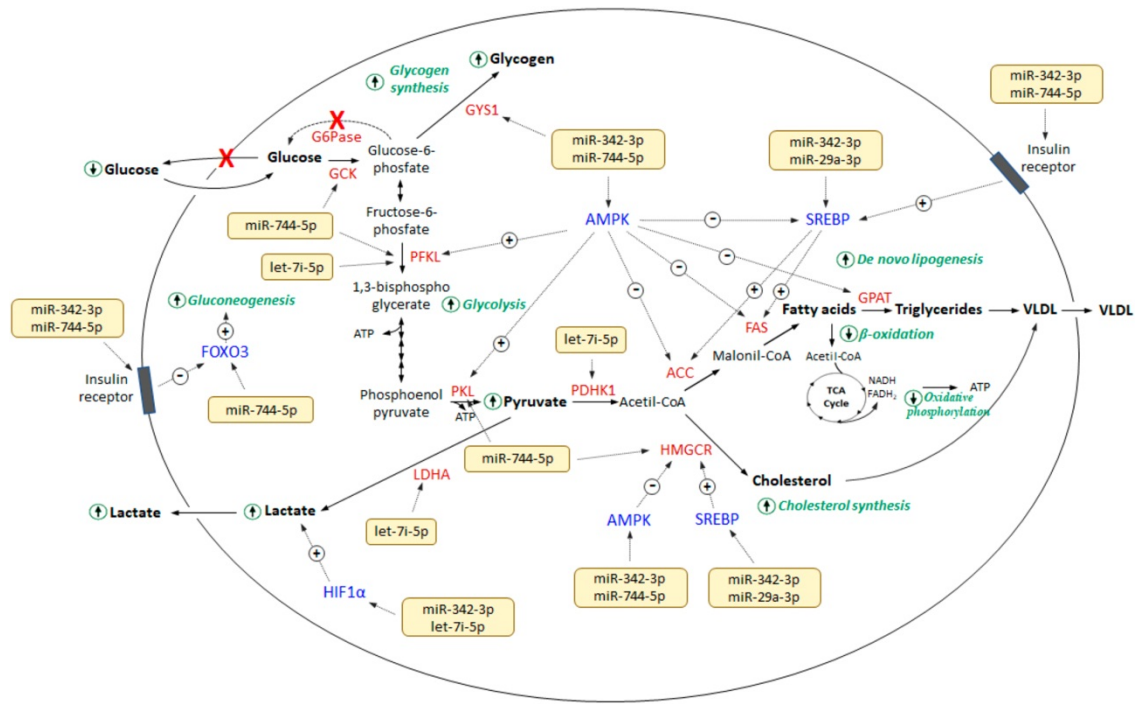 Glycogen
Glycogen
synthesis
miR-342-3p
miR-744-5p
GYS1
X
G6Pase
miR-342-3p
miR-744-5p
miR-342-3p
miR-29a-3p
Insulin
receptor
Glucose
X
Glucose
Glucose-6-
phosfate
GCK
miR-744-5p
Fructose-6-
phosfate
AMPK
-
SREBP
+
let-7i-5p
PFKL
+
-
-
De novo lipogenesis
1,3-bisphospho
glycerate
Glycolysis
-
+
+
GPAT
miR-342-3p
miR-744-5p
Gluconeogenesis
+
FOXO3
ATP
Fatty acids
Triglycerides
VLDL
VLDL
FAS
β-oxidation
let-7i-5p
+
Malonil-CoA
Acetil-CoA
Insulin
receptor
-
miR-744-5p
Phosphoenol
pyruvate
PKL
ATP
Pyruvate
PDHK1
Acetil-CoA
ACC
TCA
Cycle
NADH
FADH2
ATP
Oxidative
phosphorylation
miR-744-5p
HMGCR
LDHA
Cholesterol
Cholesterol synthesis
-
+
Lactate
Lactate
let-7i-5p
AMPK
SREBP
+
HIF1α
miR-342-3p
let-7i-5p
miR-342-3p
miR-744-5p
miR-342-3p
miR-29a-3p